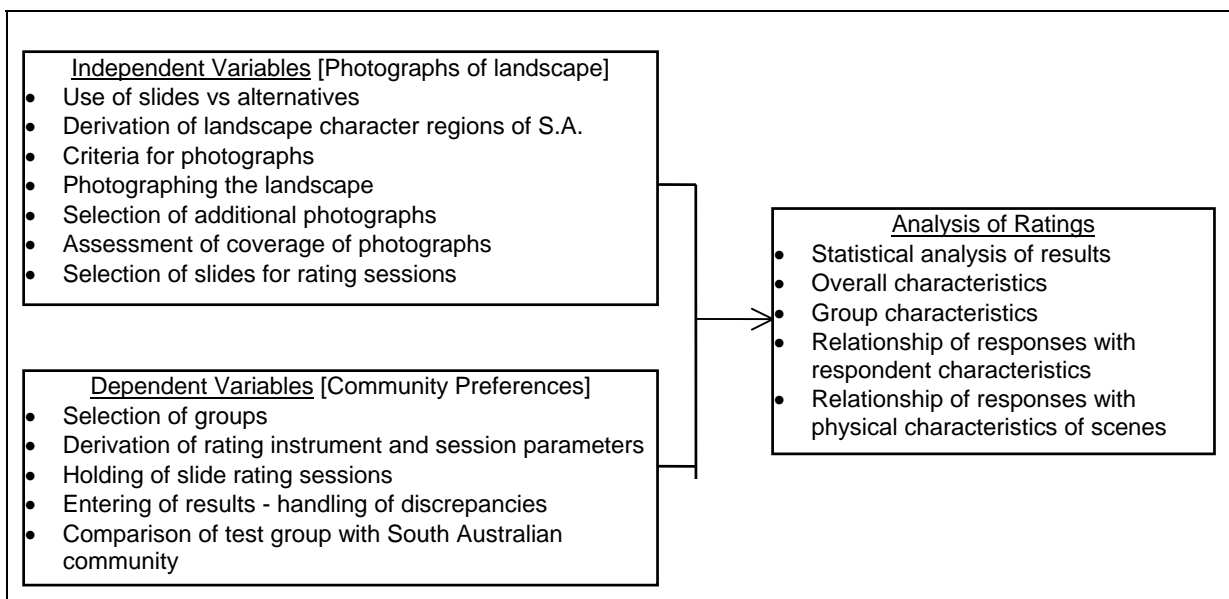 Independent Variables [Photographs of landscape]
• Use of slides vs alternatives
• Derivation of landscape character regions of S.A.
• Criteria for photographs
• Photographing the landscape
• Selection of additional photographs
• Assessment of coverage of photographs
• Selection of slides for rating sessions
Dependent Variables [Community Preferences]
• Selection of groups
• Derivation of rating instrument and session parameters
• Holding of slide rating sessions
• Entering of results - handling of discrepancies
• Comparison of test group with South Australian
community
Analysis of Ratings
• Statistical analysis of results
• Overall characteristics
• Group characteristics
• Relationship of responses with
respondent characteristics
• Relationship of responses with
physical characteristics of scenes